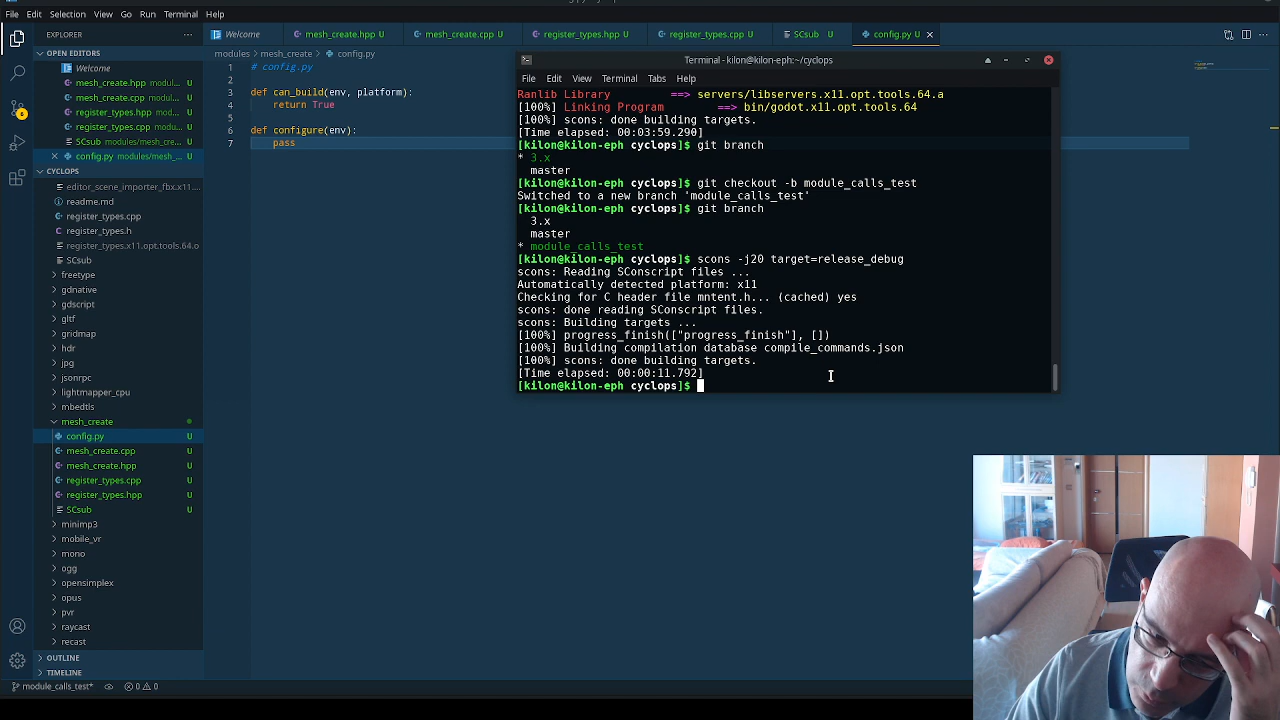 File Edit Selection View Go Run Terminal Help
EXPLORER ...
OPEN EDITORS
Welcome
mesh_create.hpp modul... U
mesh_create.cpp modul... U
register_types.hpp mod... U
register_types.cpp mod... U
SCsub modules/mesh_cre... U
config.py modules/mesh_... U
CYCLOPS
editor_scene_importer_fbx.x11....
readme.md
register_types.cpp
register_types.h
register_types.x11.opt.tools.64.o
SCsub
freetype
gdnative
gdscript
gltf
gridmap
hdr
jpg
jsonrpc
lightmapper_cpu
mbedtls
mesh_create
config.py U
mesh_create.cpp U
mesh_create.hpp U
register_types.cpp U
register_types.hpp U
SCsub U
minimp3
mobile_vr
mono
ogg
opensimplex
opus
pvr
raycast
recast
OUTLINE
TIMELINE
module_calls_test* 0 0
Welcome mesh_create.hpp U mesh_create.cpp U register_types.hpp U register_types.cpp U SCsub U config.py U
modules > mesh_create > config.py
1 # config.py
2
3 def can_build(env, platform):
4 return True
5
6 def configure(env):
7 pass
Terminal - kilon@kilon-eph:~/cyclops
File Edit View Terminal Tabs Help
Ranlib Library ==> servers/libservers.x11.opt.tools.64.a
[100%] Linking Program ==> bin/godot.x11.opt.tools.64
[100%] scons: done building targets.
[Time elapsed: 00:03:59.290]
[kilon@kilon-eph cyclops]$ git branch
* 3.x
master
[kilon@kilon-eph cyclops]$ git checkout -b module_calls_test
Switched to a new branch 'module_calls_test'
[kilon@kilon-eph cyclops]$ git branch
3.x
master
* module_calls_test
[kilon@kilon-eph cyclops]$ scons -j20 target=release_debug
scons: Reading SConscript files ...
Automatically detected platform: x11
Checking for C header file mntent.h... (cached) yes
scons: done reading SConscript files.
scons: Building targets ...
[100%] progress_finish(["progress_finish"], [])
[100%] Building compilation database compile_commands.json
[100%] scons: done building targets.
[Time elapsed: 00:00:11.792]
[kilon@kilon-eph cyclops]$